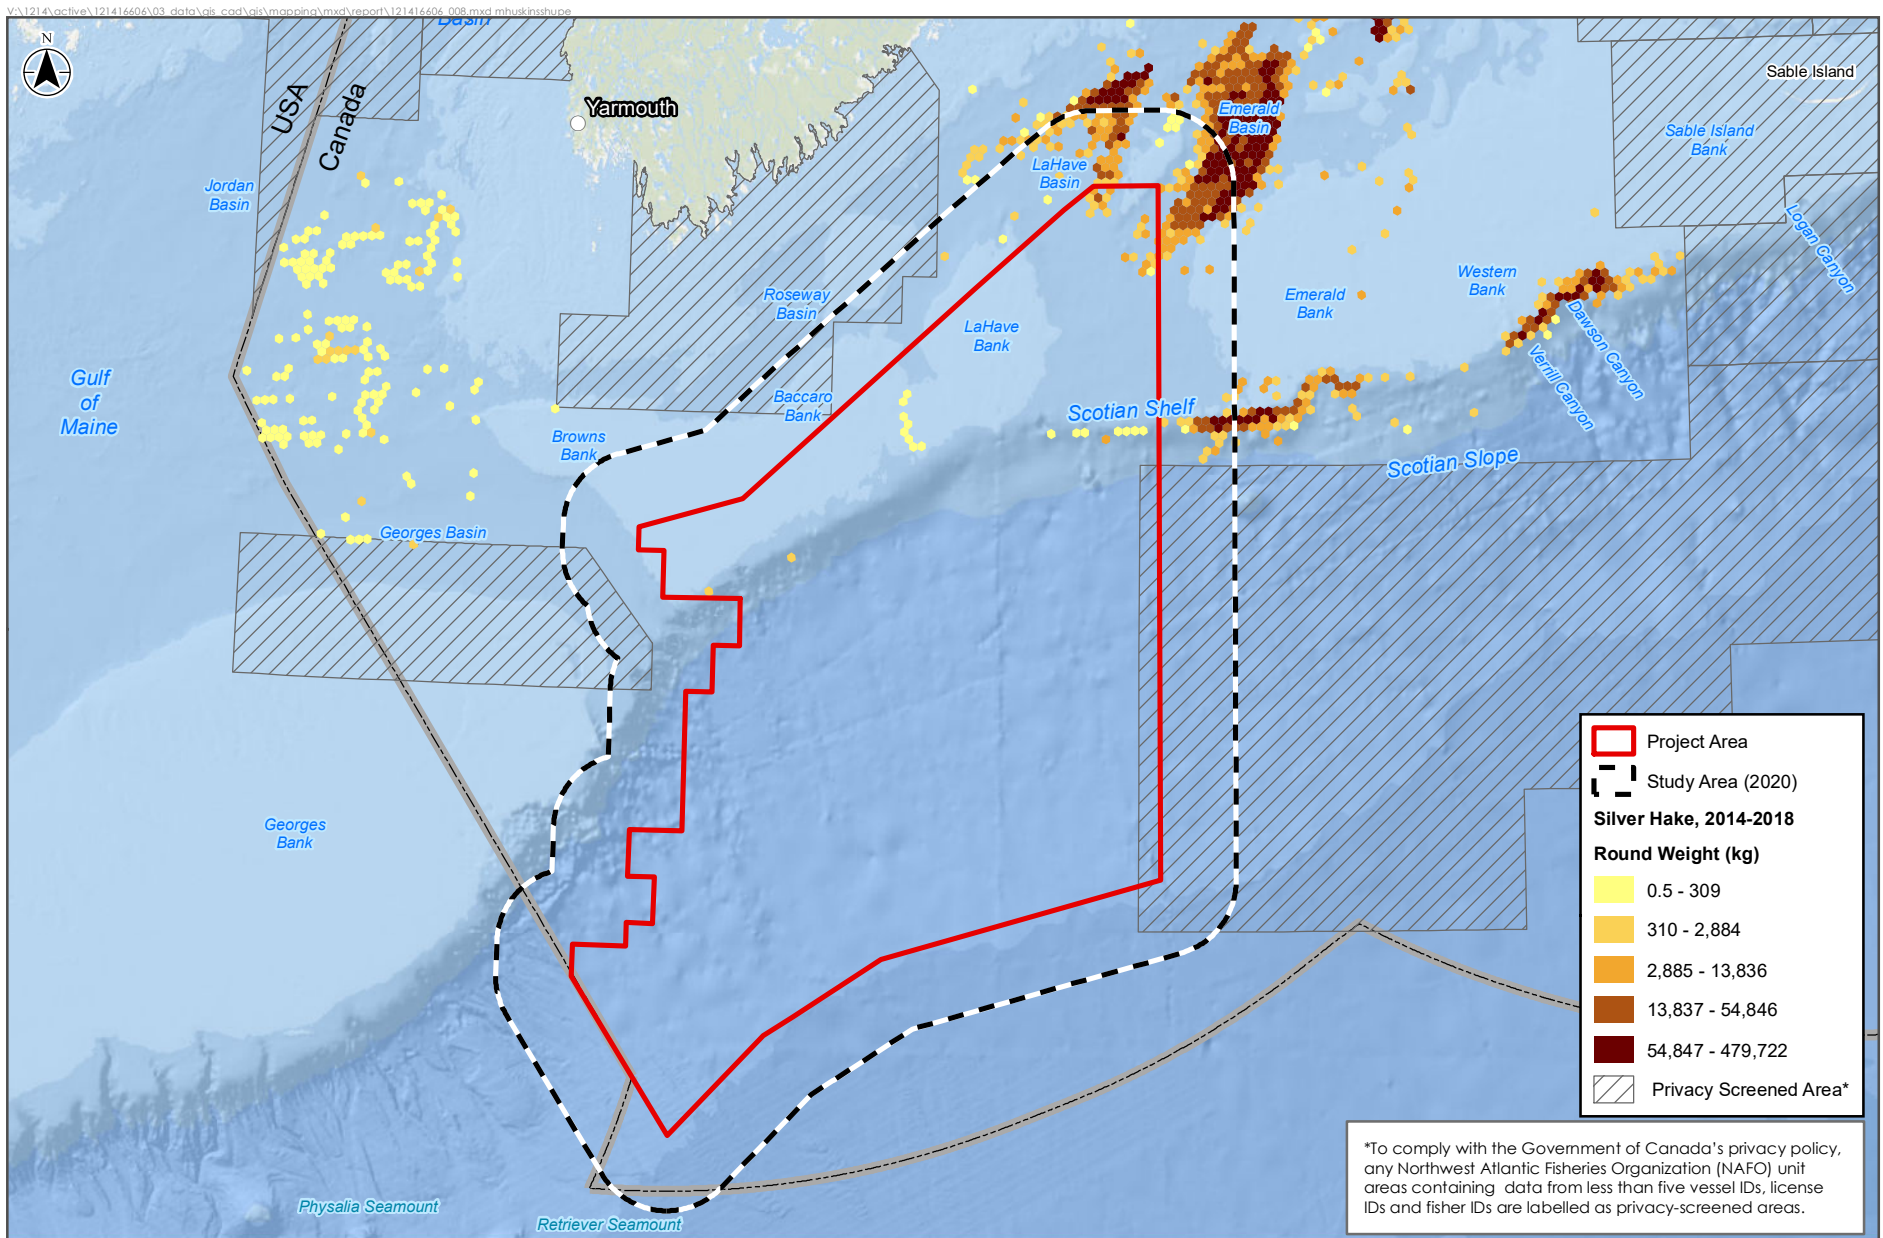 V:\1214\active\121416606\03_data\gis_cad\gis\mapping\mxd\report\121416606_008.mxd mhuskinsshupe
Basin
N
USA
Canada
Yarmouth
Sable Island
Emerald
Basin
Sable Island
Bank
LaHave
Basin
Jordan
Basin
Logan Canyon
Western
Bank
Roseway
Basin
Emerald
Bank
LaHave
Bank
Dawson Canyon
Verrill Canyon
Gulf
of
Maine
Baccaro
Bank
Scotian Shelf
Browns
Bank
Scotian Slope
Georges Basin
Georges
Bank
Physalia Seamount
Retriever Seamount
Project Area
Study Area (2020)
Silver Hake, 2014-2018
Round Weight (kg)
0.5 - 309
310 - 2,884
2,885 - 13,836
13,837 - 54,846
54,847 - 479,722
Privacy Screened Area*
*To comply with the Government of Canada's privacy policy,
any Northwest Atlantic Fisheries Organization (NAFO) unit
areas containing data from less than five vessel IDs, license
IDs and fisher IDs are labelled as privacy-screened areas.